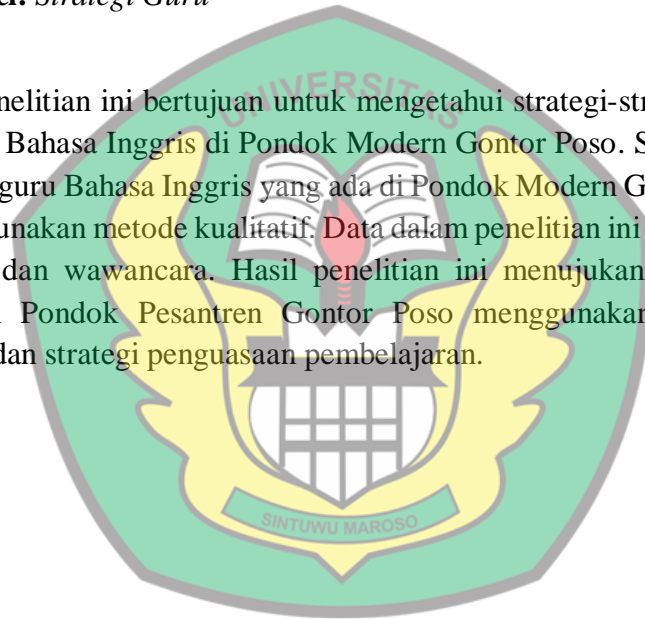 ci: Strategi Guru
nelitian ini bertujuan untuk mengetahui strategi-str
Bahasa Inggris di Pondok Modern Gontor Poso. S
guru Bahasa Inggris yang ada di Pondok Modern G
unakan metode kualitatif. Data dalam penelitian ini
dan wawancara. Hasil penelitian ini menujukan
Pondok Pesantren Gontor Poso menggunakan
dan strategi penguasaan pembelajaran.
UNIVERSITAS
SINTUWU MAROSO